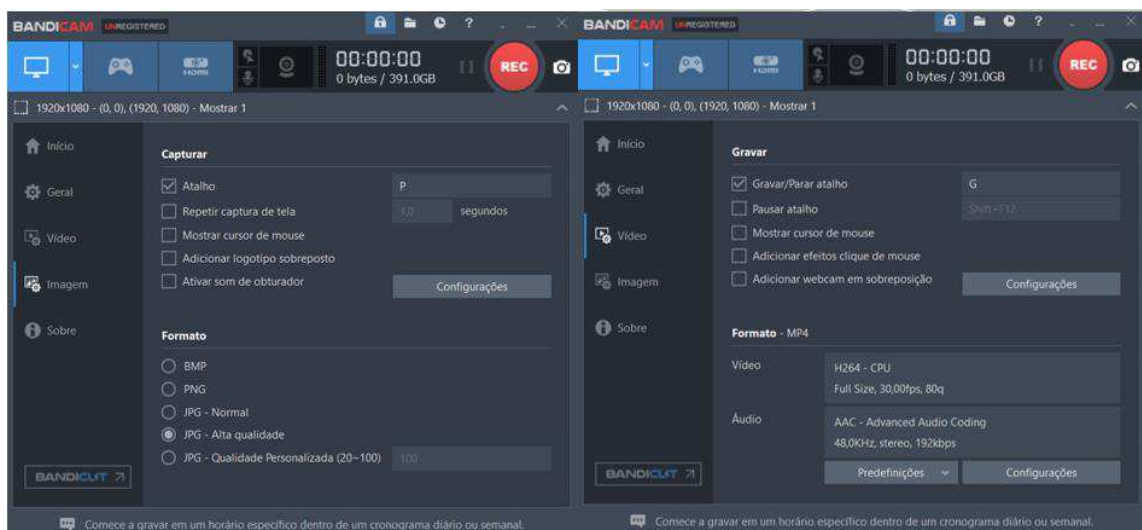 BANDICAM UNREGISTERED
HDMI
00:00:00
0 bytes / 391.0GB
REC
1920x1080 - (0, 0), (1920, 1080) - Mostrar 1
Início
Geral
Vídeo
Imagem
Sobre
BANDICUT
Capturar
Atalho P
Repetir captura de tela 1,0 segundos
Mostrar cursor de mouse
Adicionar logotipo sobreposto
Ativar som de obturador
Configurações
Formato
BMP
PNG
JPG - Normal
JPG - Alta qualidade
JPG - Qualidade Personalizada (20~100) 100
Comece a gravar em um horário específico dentro de um cronograma diário ou semanal.
BANDICAM UNREGISTERED
HDMI
00:00:00
0 bytes / 391.0GB
REC
1920x1080 - (0, 0), (1920, 1080) - Mostrar 1
Início
Geral
Vídeo
Imagem
Sobre
BANDICUT
Gravar
Gravar/Parar atalho G
Pausar atalho Shift+F12
Mostrar cursor de mouse
Adicionar efeitos clique de mouse
Adicionar webcam em sobreposição
Configurações
Formato - MP4
Vídeo
H264 - CPU
Full Size, 30,00fps, 80q
Áudio
AAC - Advanced Audio Coding
48,0KHz, stereo, 192kbps
Predefinições
Configurações
Comece a gravar em um horário específico dentro de um cronograma diário ou semanal.